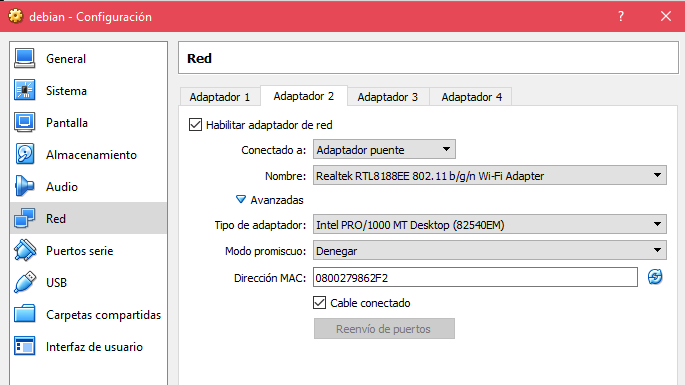 debian - Configuración
?
General
Sistema
Pantalla
Almacenamiento
Audio
Red
Puertos serie
USB
Carpetas compartidas
Interfaz de usuario
Red
Adaptador 1 Adaptador 2 Adaptador 3 Adaptador 4
Habilitar adaptador de red
Conectado a: Adaptador puente
Nombre: Realtek RTL8188EE 802.11 b/g/n Wi-Fi Adapter
Avanzadas
Tipo de adaptador: Intel PRO/1000 MT Desktop (82540EM)
Modo promiscuo: Denegar
Dirección MAC: 0800279862F2
Cable conectado
Reenvío de puertos